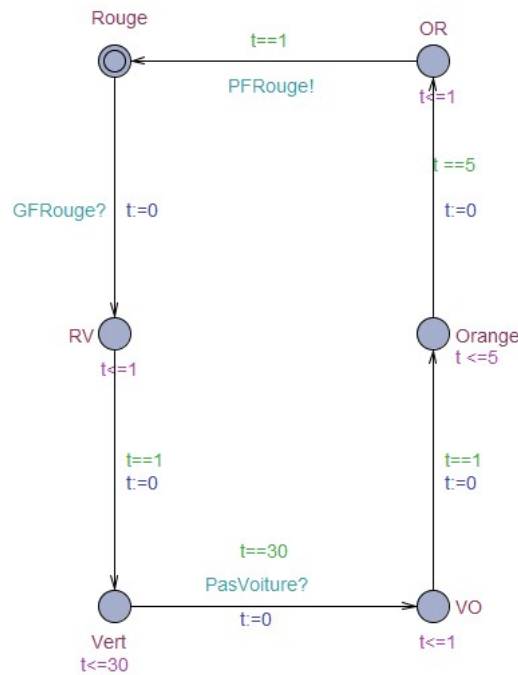 Rouge
t==1
OR
PFRouge!
t<=1
t ==5
GFRouge?
t:=0
t:=0
RV
t<=1
Orange
t <=5
t==1
t:=0
t==1
t:=0
t==30
PasVoiture?
t:=0
VO
t<=1
Vert
t<=30